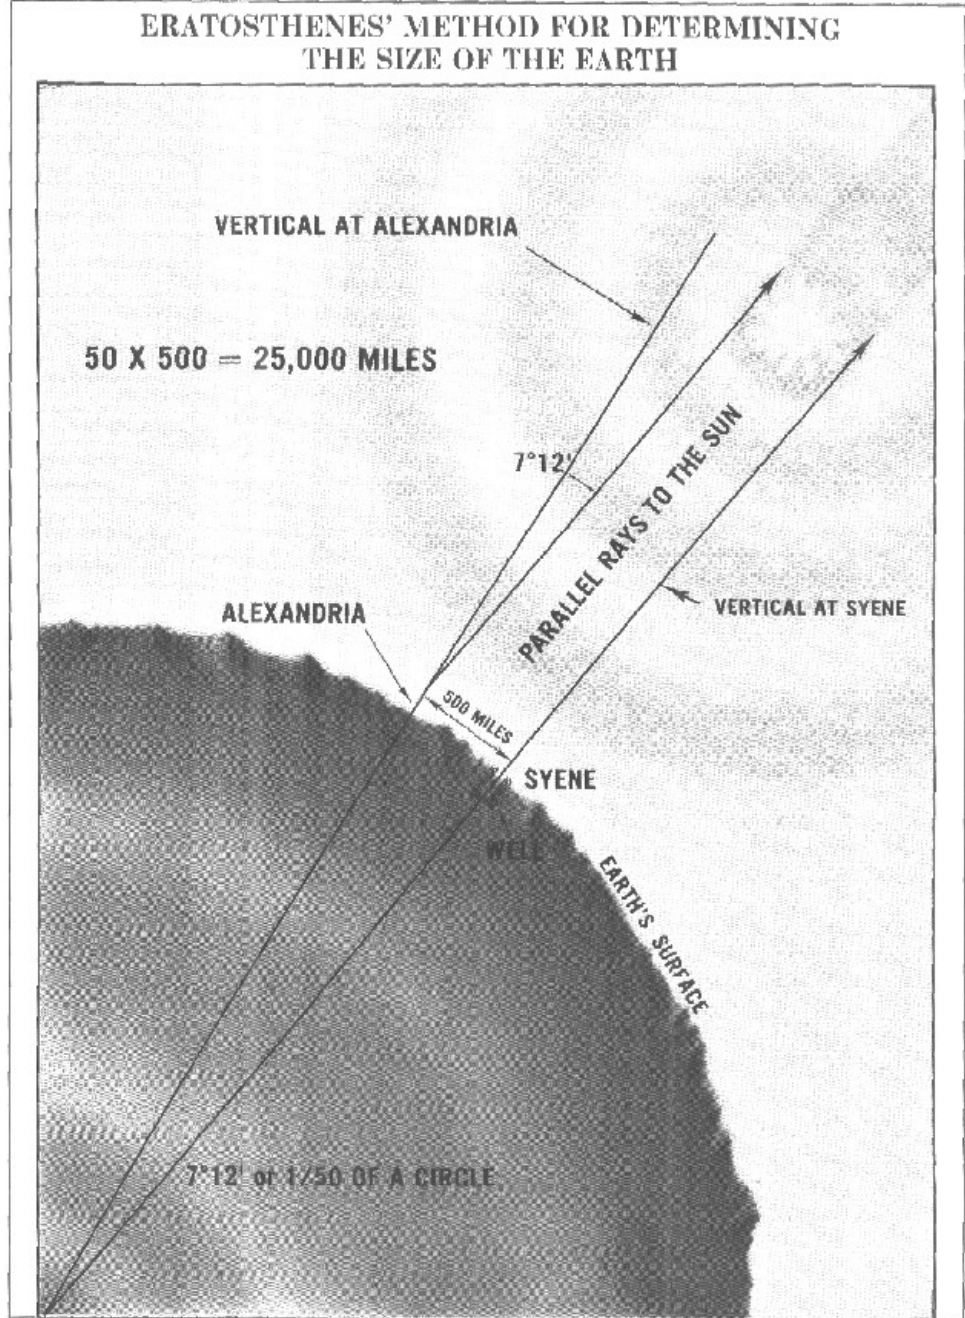 ERATOSTHENES' METHOD FOR DETERMINING
THE SIZE OF THE EARTH
VERTICAL AT ALEXANDRIA
50 X 500 = 25,000 MILES
7°12'
PARALLEL RAYS TO THE SUN
ALEXANDRIA
VERTICAL AT SYENE
500 MILES
SYENE
WELL
EARTH'S SURFACE
7°12' or 1/50 OF A CIRCLE